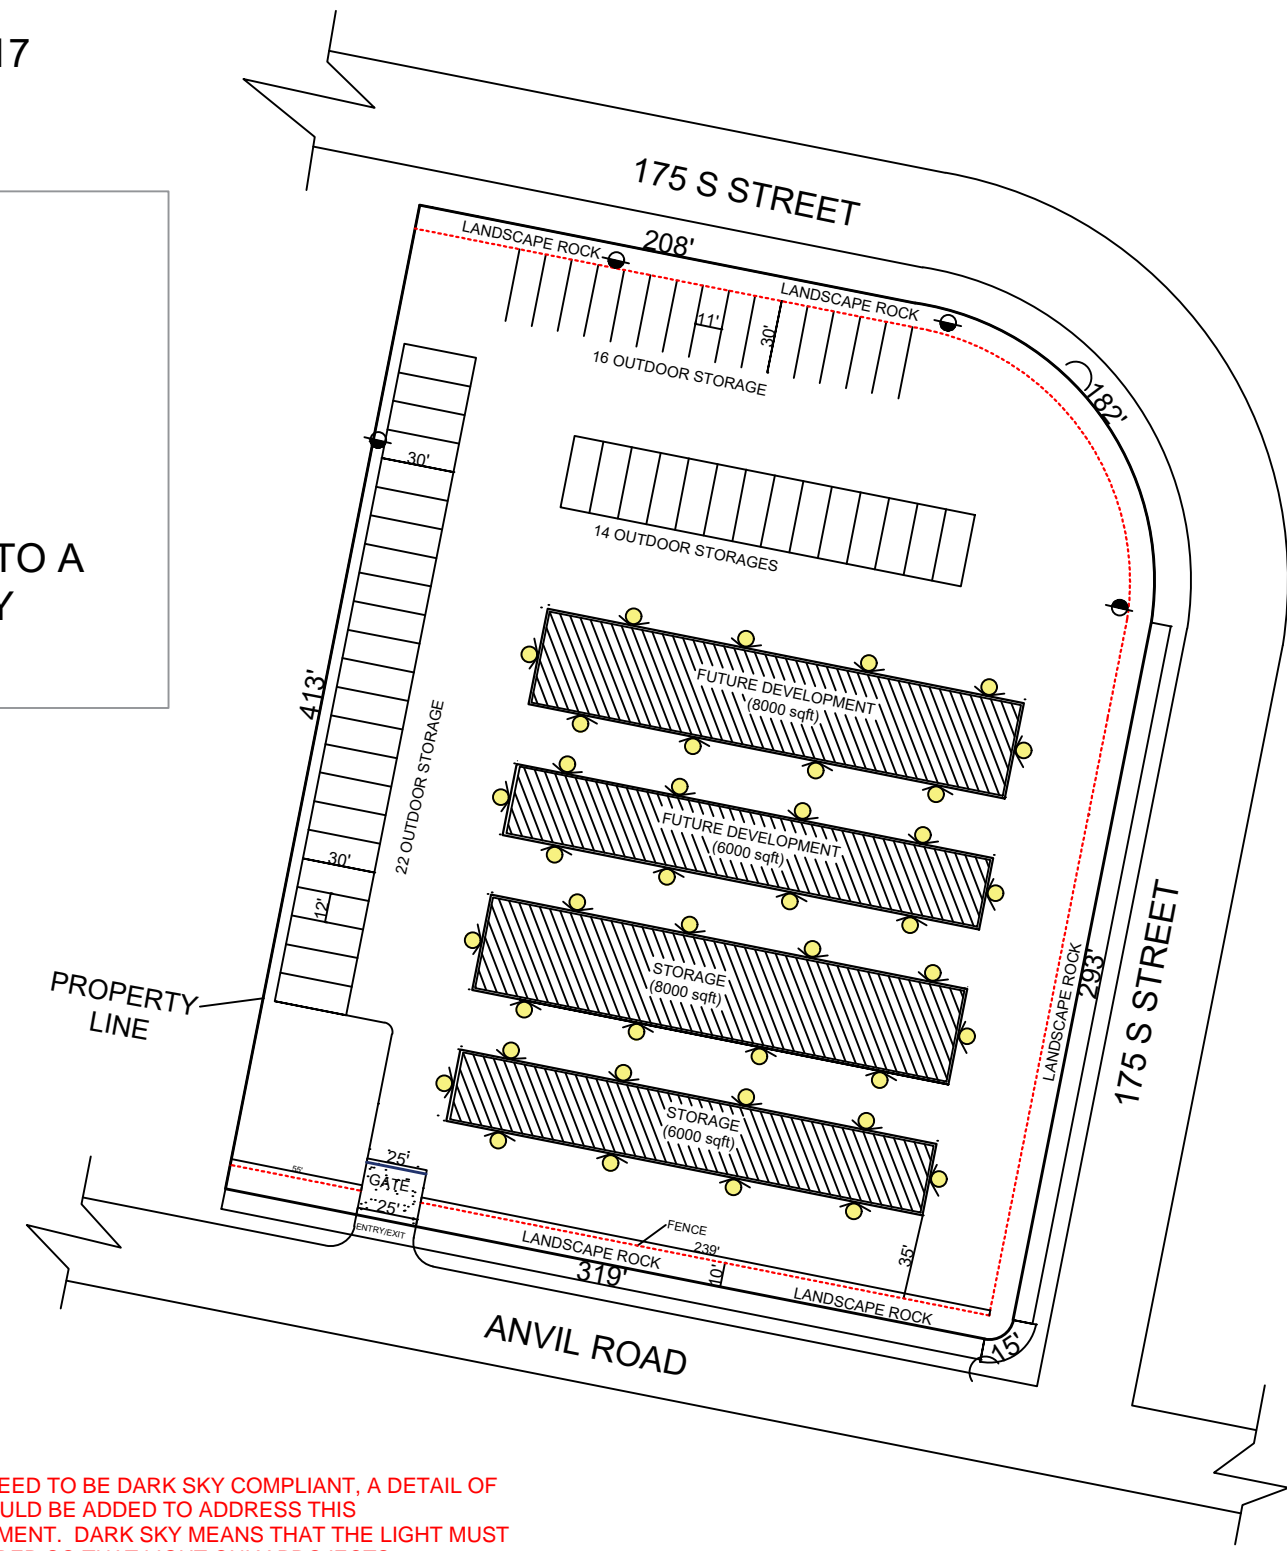 17
175 S STREET
LANDSCAPE ROCK
208'
LANDSCAPE ROCK
11'
30'
16 OUTDOOR STORAGE
182'
30'
14 OUTDOOR STORAGES
TO A
Y
FUTURE DEVELOPMENT
(8000 sqft)
413'
22 OUTDOOR STORAGE
FUTURE DEVELOPMENT
(6000 sqft)
30'
12'
STORAGE
(8000 sqft)
LANDSCAPE ROCK
293'
175 S STREET
PROPERTY
LINE
STORAGE
(6000 sqft)
25'
55'
GATE
25'
ENTRY/EXIT
FENCE
239'
LANDSCAPE ROCK
10'
35'
319'
LANDSCAPE ROCK
15'
ANVIL ROAD
EED TO BE DARK SKY COMPLIANT, A DETAIL OF
ULD BE ADDED TO ADDRESS THIS
MENT. DARK SKY MEANS THAT THE LIGHT MUST